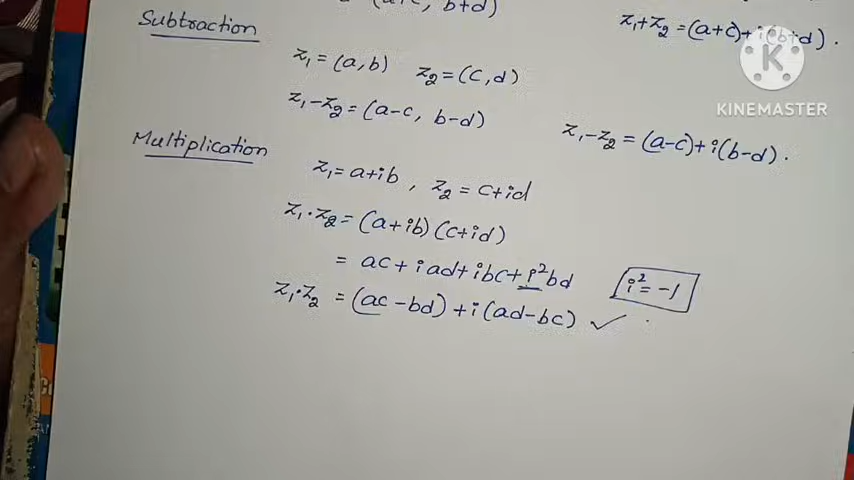 b+d)
z₁+z₂ = (a+c)+i(b+d).
Subtraction
z₁ = (a,b) z₂ = (c,d)
KINEMASTER
z₁-z₂ = (a-c, b-d)
z₁-z₂ = (a-c)+i(b-d).
Multiplication
z₁ = a+ib , z₂ = c+id
z₁·z₂ = (a+ib)(c+id)
= ac+iad+ibc+i²bd
i² = -1
z₁·z₂ = (ac-bd)+i(ad-bc) ✓